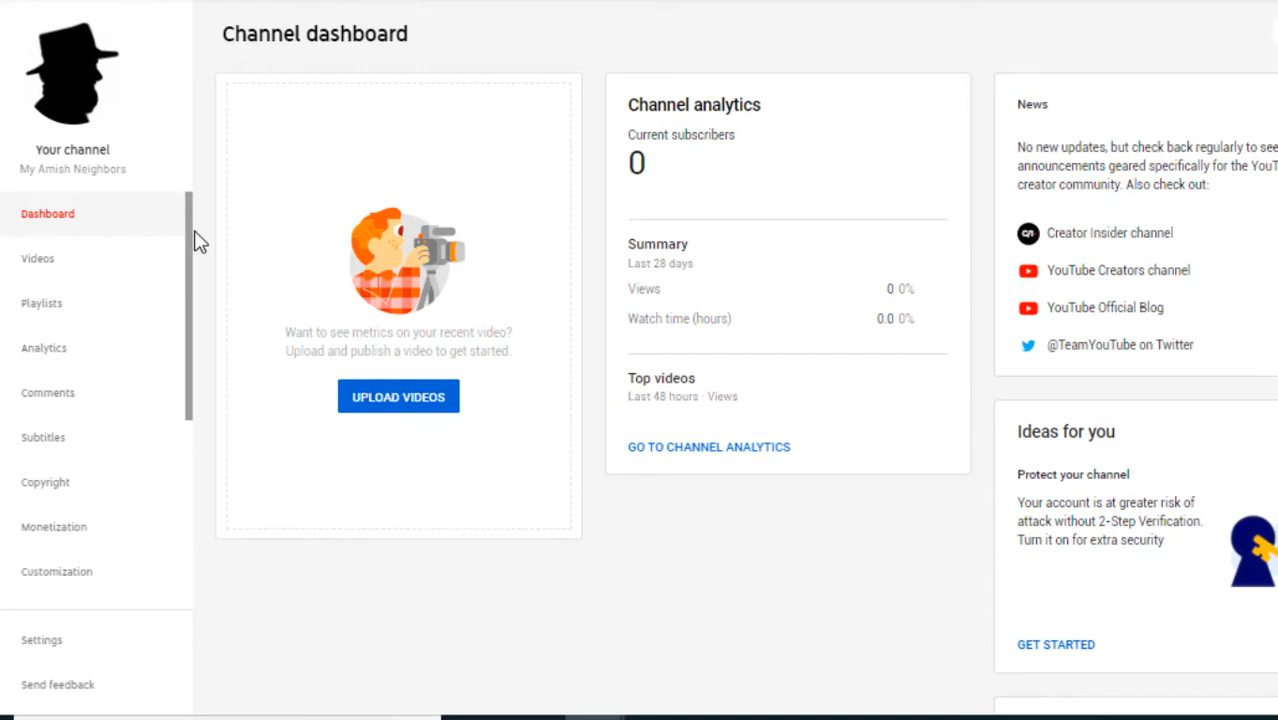 Channel dashboard
Your channel
My Amish Neighbors
Dashboard
Videos
Playlists
Analytics
Comments
Subtitles
Copyright
Monetization
Customization
Settings
Send feedback
Want to see metrics on your recent video?
Upload and publish a video to get started.
UPLOAD VIDEOS
Channel analytics
Current subscribers
0
Summary
Last 28 days
Views 0 0%
Watch time (hours) 0.0 0%
Top videos
Last 48 hours · Views
GO TO CHANNEL ANALYTICS
News
No new updates, but check back regularly to see
announcements geared specifically for the YouT
creator community. Also check out:
Creator Insider channel
YouTube Creators channel
YouTube Official Blog
@TeamYouTube on Twitter
Ideas for you
Protect your channel
Your account is at greater risk of
attack without 2-Step Verification.
Turn it on for extra security
GET STARTED